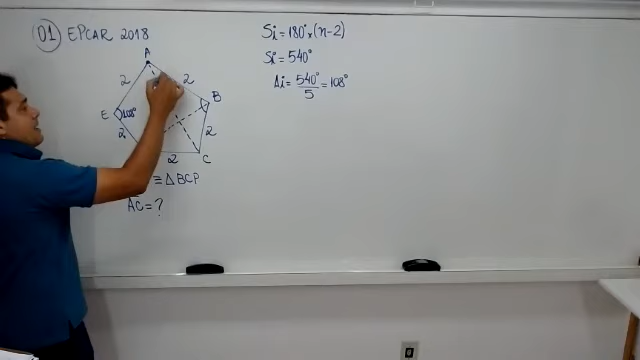 01 EPCAR 2018
Si = 180° × (n-2)
Si = 540°
Ai = 540° / 5 = 108°
A
2
2
B
E
108°
2
2
2
C
≡ △BCP
AC = ?